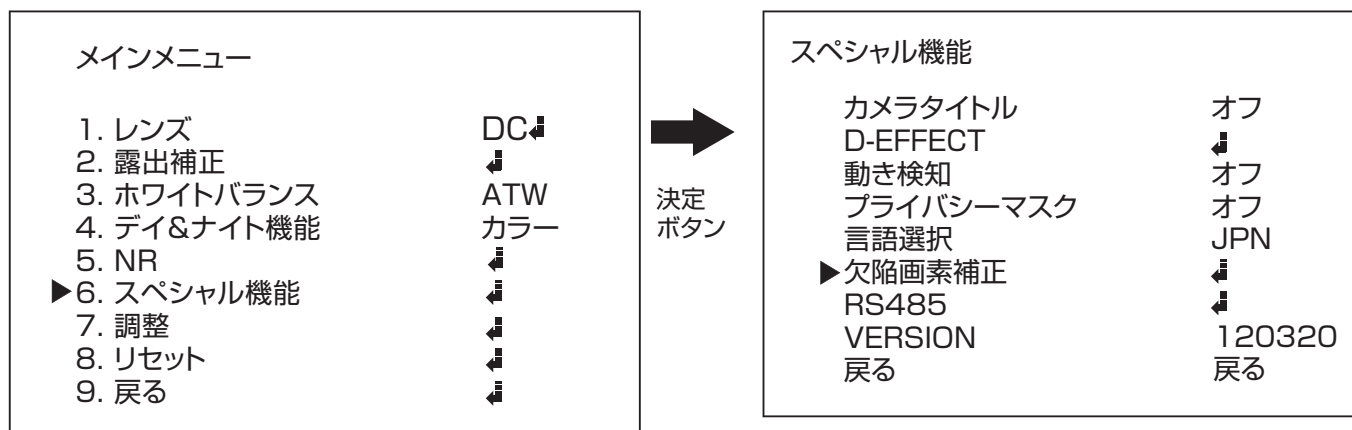 メインメニュー
1. レンズ DC↲
2. 露出補正 ↲
3. ホワイトバランス ATW
4. デイ&ナイト機能 カラー
5. NR ↲
▶6. スペシャル機能 ↲
7. 調整 ↲
8. リセット ↲
9. 戻る ↲
決定
ボタン
スペシャル機能
カメラタイトル オフ
D-EFFECT ↲
動き検知 オフ
プライバシーマスク オフ
言語選択 JPN
▶欠陥画素補正 ↲
RS485 ↲
VERSION 120320
戻る 戻る